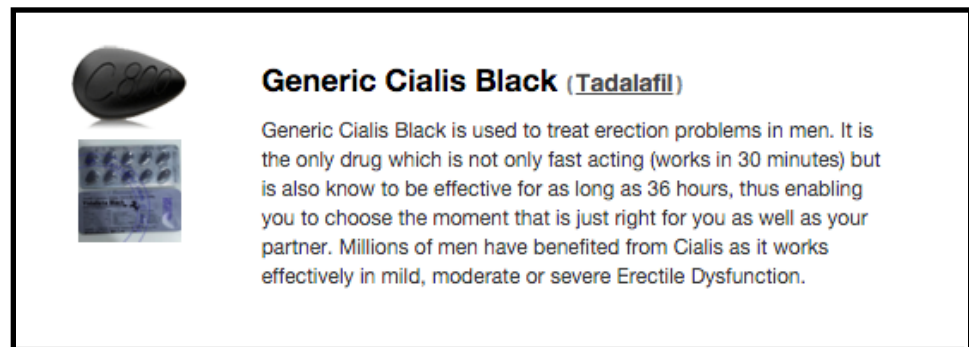 Generic Cialis Black (Tadalafil)
Generic Cialis Black is used to treat erection problems in men. It is
the only drug which is not only fast acting (works in 30 minutes) but
is also know to be effective for as long as 36 hours, thus enabling
you to choose the moment that is just right for you as well as your
partner. Millions of men have benefited from Cialis as it works
effectively in mild, moderate or severe Erectile Dysfunction.
C800